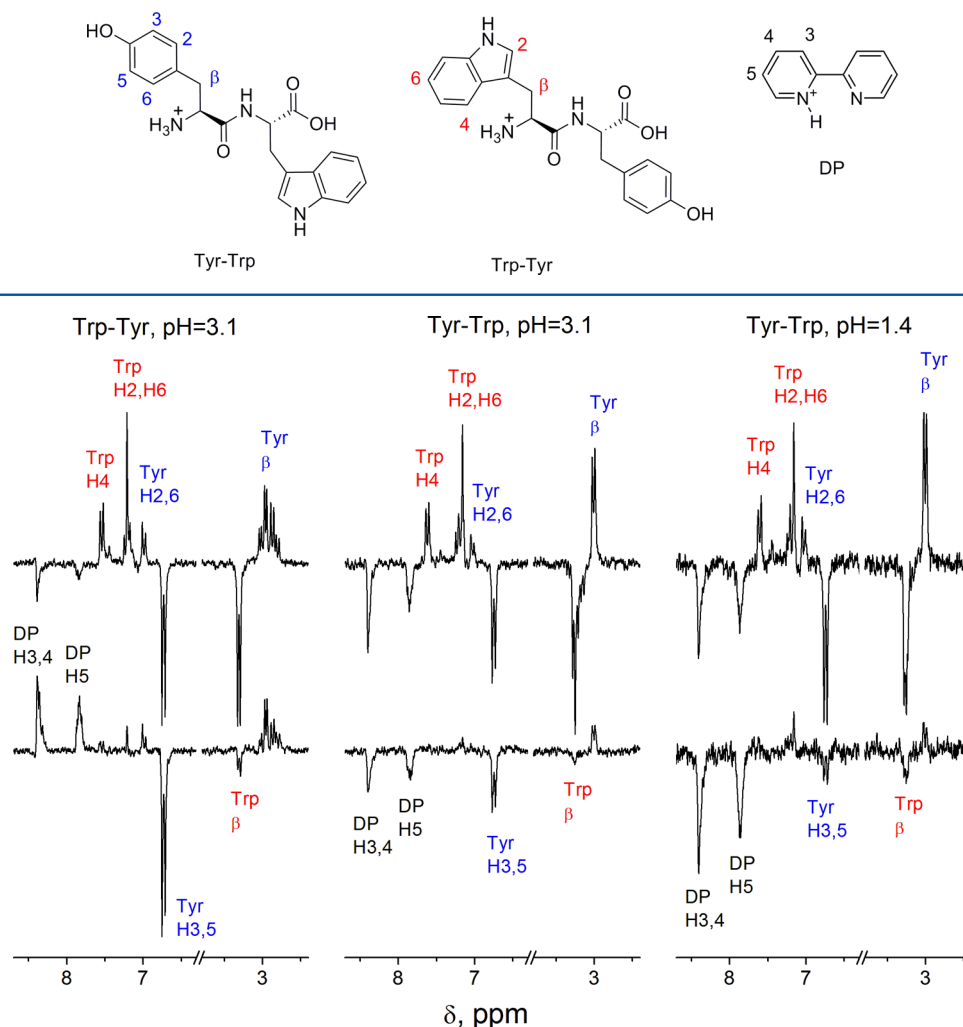 HO
3
2
5
6
β
H3N
+
O
H
N
O
OH
N
H
Tyr-Trp
H
N
2
6
4
β
H3N
+
O
H
N
O
OH
OH
Trp-Tyr
4
3
5
N
+
H
N
DP
Trp-Tyr, pH=3.1
Trp
H2,H6
Trp
H4
Tyr
H2,6
Tyr
β
DP
H3,4
DP
H5
Trp
β
Tyr
H3,5
8
7
3
Tyr-Trp, pH=3.1
Trp
H2,H6
Trp
H4
Tyr
H2,6
Tyr
β
DP
H3,4
DP
H5
Tyr
H3,5
Trp
β
8
7
3
Tyr-Trp, pH=1.4
Trp
H2,H6
Trp
H4
Tyr
H2,6
Tyr
β
DP
H3,4
DP
H5
Tyr
H3,5
Trp
β
8
7
3
δ, ppm